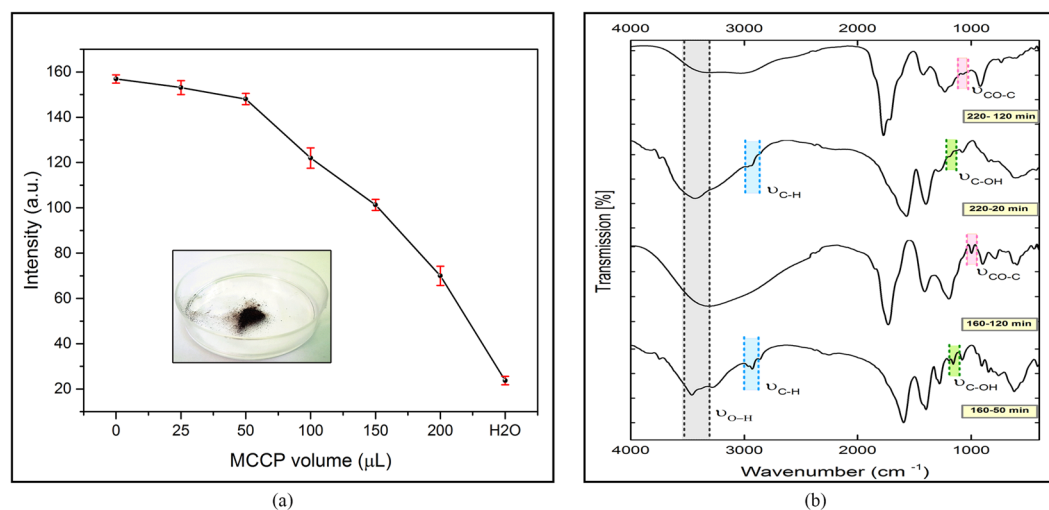 160
140
120
100
80
60
40
20
Intensity (a.u.)
0 25 50 100 150 200 H2O
MCCP volume (µL)
(a)
4000 3000 2000 1000
Transmission [%]
υCO-C
220- 120 min
υC-H
υC-OH
220-20 min
υCO-C
160-120 min
υC-H
υC-OH
υO-H
160-50 min
4000 3000 2000 1000
Wavenumber (cm -1)
(b)